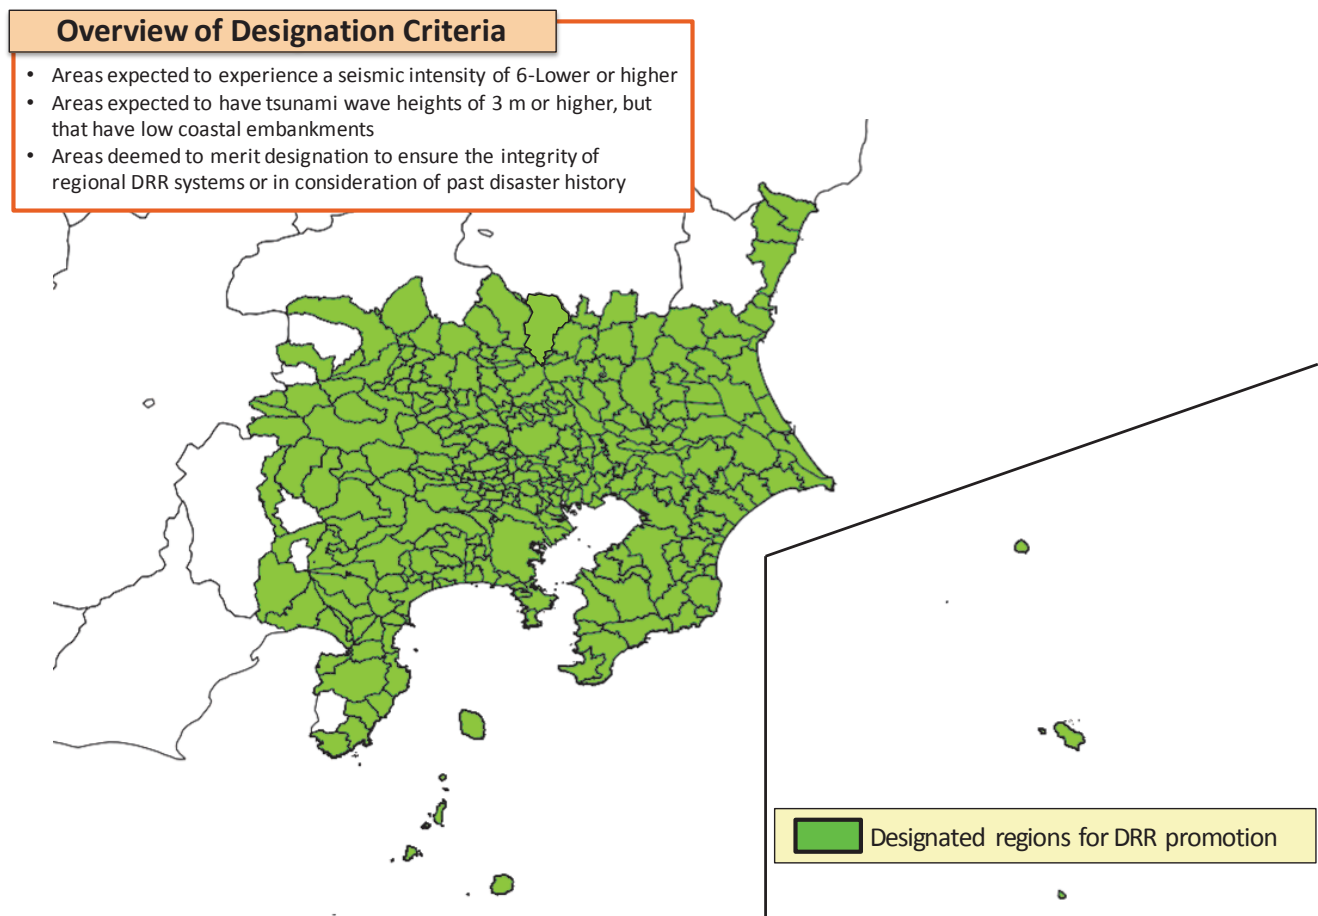 Overview of Designation Criteria
• Areas expected to experience a seismic intensity of 6-Lower or higher
• Areas expected to have tsunami wave heights of 3 m or higher, but
that have low coastal embankments
• Areas deemed to merit designation to ensure the integrity of
regional DRR systems or in consideration of past disaster history
Designated regions for DRR promotion